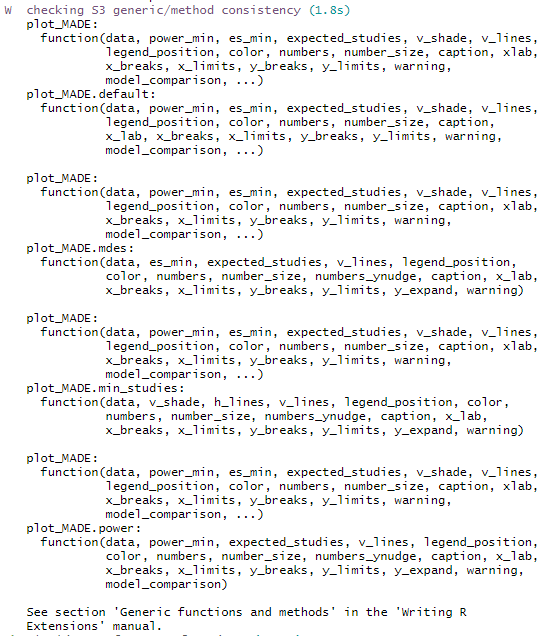 W  checking S3 generic/method consistency (1.8s)
plot_MADE:
function(data, power_min, es_min, expected_studies, v_shade, v_lines,
legend_position, color, numbers, number_size, caption, xlab,
x_breaks, x_limits, y_breaks, y_limits, warning,
model_comparison, ...)
plot_MADE.default:
function(data, power_min, es_min, expected_studies, v_shade, v_lines,
legend_position, color, numbers, number_size, caption,
x_lab, x_breaks, x_limits, y_breaks, y_limits, warning,
model_comparison, ...)
plot_MADE:
function(data, power_min, es_min, expected_studies, v_shade, v_lines,
legend_position, color, numbers, number_size, caption, xlab,
x_breaks, x_limits, y_breaks, y_limits, warning,
model_comparison, ...)
plot_MADE.mdes:
function(data, es_min, expected_studies, v_lines, legend_position,
color, numbers, number_size, numbers_ynudge, caption, x_lab,
x_breaks, x_limits, y_breaks, y_limits, y_expand, warning)
plot_MADE:
function(data, power_min, es_min, expected_studies, v_shade, v_lines,
legend_position, color, numbers, number_size, caption, xlab,
x_breaks, x_limits, y_breaks, y_limits, warning,
model_comparison, ...)
plot_MADE.min_studies:
function(data, v_shade, h_lines, v_lines, legend_position, color,
numbers, number_size, numbers_ynudge, caption, x_lab,
x_breaks, x_limits, y_breaks, y_limits, y_expand, warning)
plot_MADE:
function(data, power_min, es_min, expected_studies, v_shade, v_lines,
legend_position, color, numbers, number_size, caption, xlab,
x_breaks, x_limits, y_breaks, y_limits, warning,
model_comparison, ...)
plot_MADE.power:
function(data, power_min, expected_studies, v_lines, legend_position,
color, numbers, number_size, numbers_ynudge, caption, x_lab,
x_breaks, x_limits, y_breaks, y_limits, y_expand, warning,
model_comparison)
See section 'Generic functions and methods' in the 'Writing R
Extensions' manual.